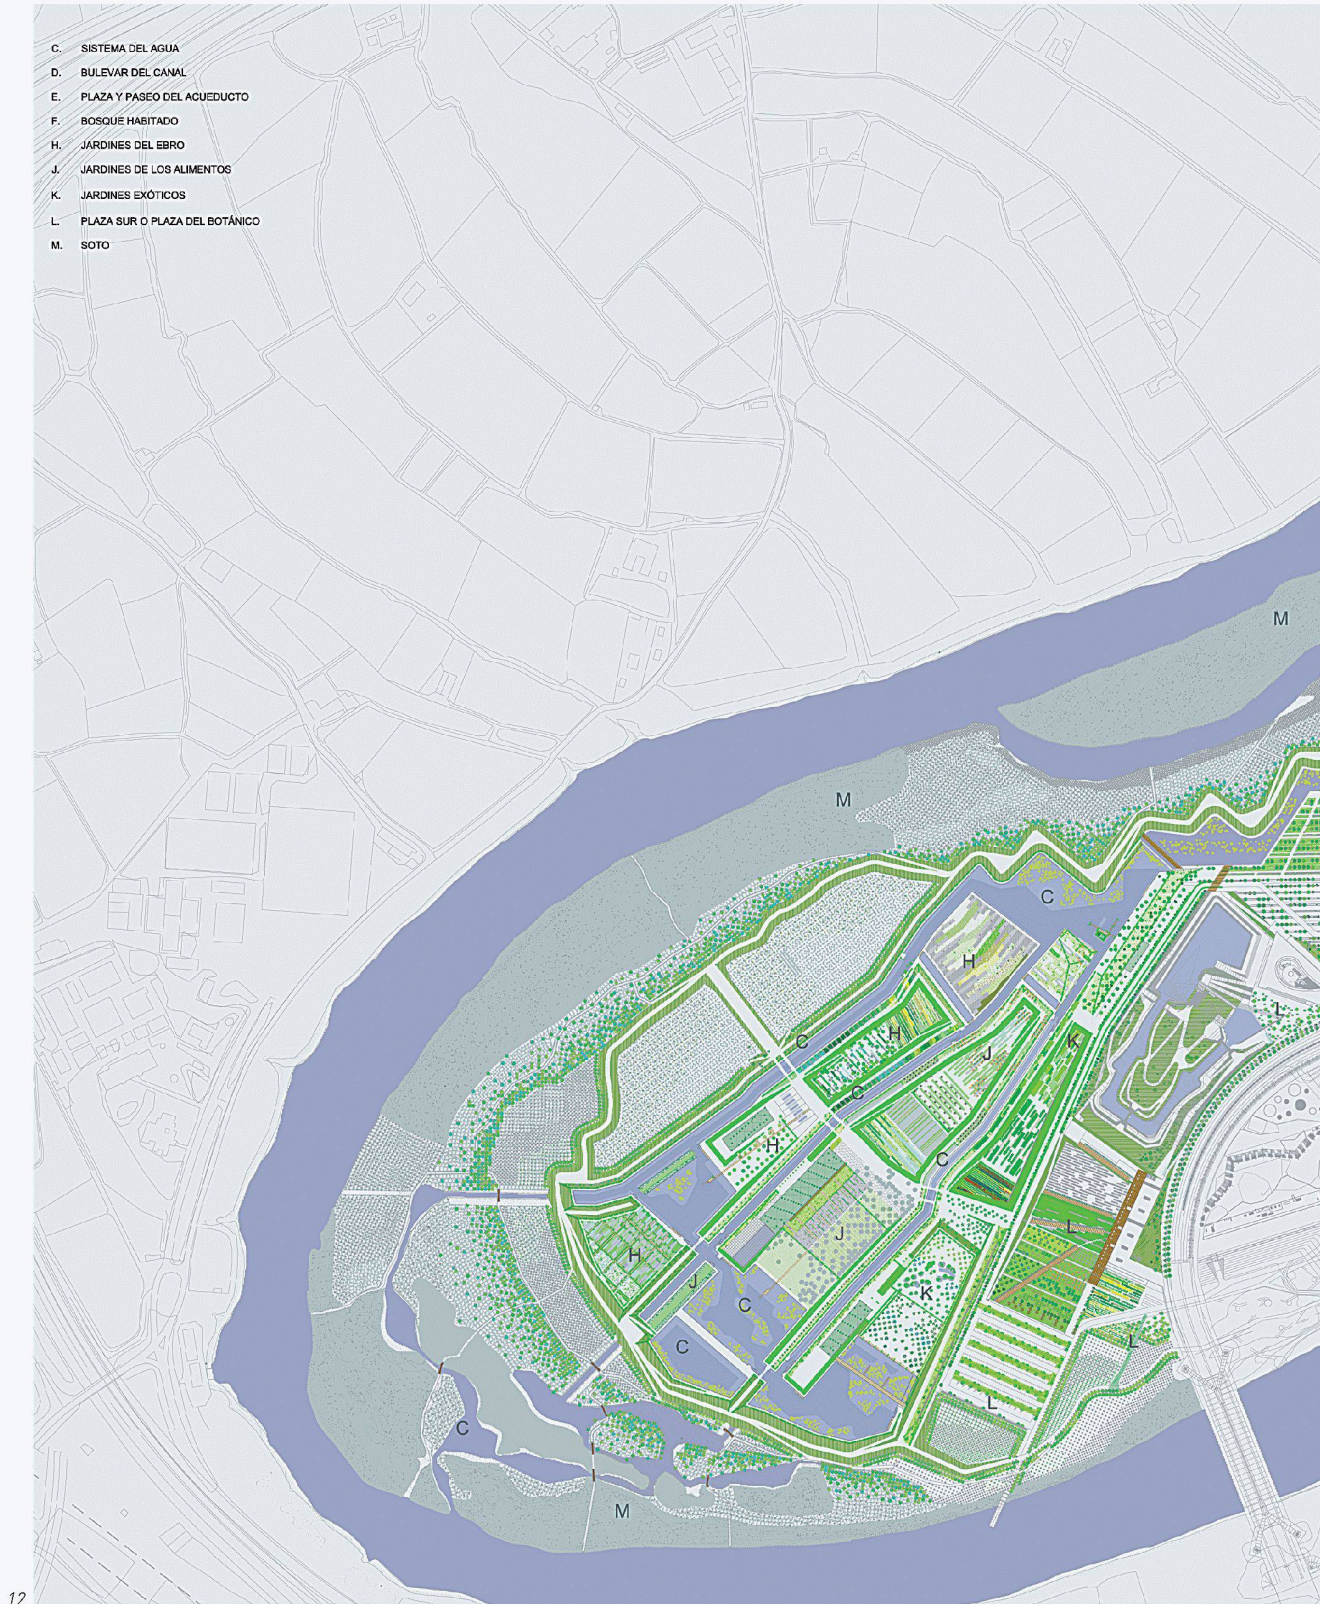 C. SISTEMA DEL AGUA
D. BULEVAR DEL CANAL
E. PLAZA Y PASEO DEL ACUEDUCTO
F. BOSQUE HABITADO
H. JARDINES DEL EBRO
J. JARDINES DE LOS ALIMENTOS
K. JARDINES EXÓTICOS
L. PLAZA SUR O PLAZA DEL BOTÁNICO
M. SOTO
M
M
C
H
L
C
H
K
J
C
H
C
J
L
H
J
K
C
L
C
L
C
M
12